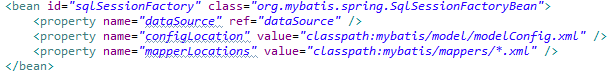 <bean id="sqlSessionFactory" class="org.mybatis.spring.SqlSessionFactoryBean">
<property name="dataSource" ref="dataSource" />
<property name="configLocation" value="classpath:mybatis/model/modelConfig.xml" />
<property name="mapperLocations" value="classpath:mybatis/mappers/*.xml" />
</bean>